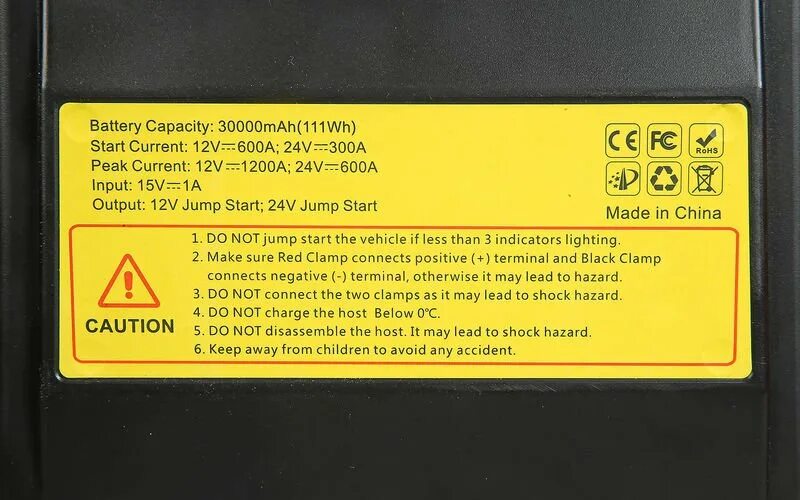 Battery Capacity: 30000mAh(111Wh)
Start Current: 12V⎓600A; 24V⎓300A
Peak Current: 12V⎓1200A; 24V⎓600A
Input: 15V⎓1A
Output: 12V Jump Start; 24V Jump Start
CE FC RoHS
Made in China
CAUTION
1. DO NOT jump start the vehicle if less than 3 indicators lighting.
2. Make sure Red Clamp connects positive (+) terminal and Black Clamp
connects negative (-) terminal, otherwise it may lead to hazard.
3. DO NOT connect the two clamps as it may lead to shock hazard.
4. DO NOT charge the host Below 0℃.
5. DO NOT disassemble the host. It may lead to shock hazard.
6. Keep away from children to avoid any accident.